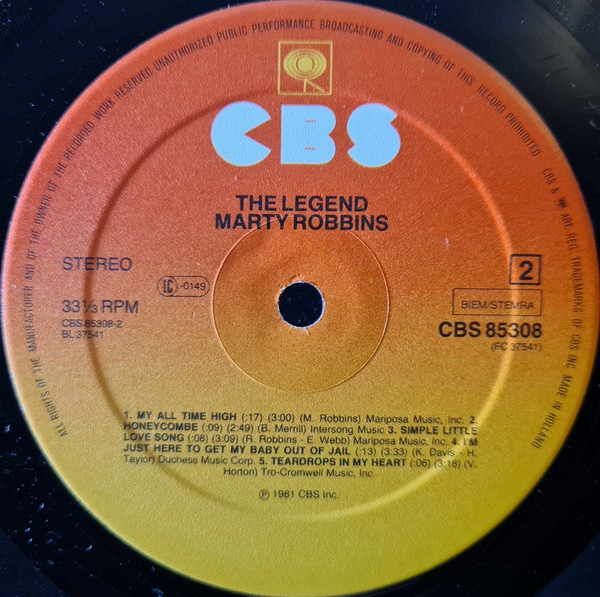 ALL RIGHTS OF THE MANUFACTURER AND OF THE OWNER OF THE RECORDED WORK RESERVED UNAUTHORIZED PUBLIC PERFORMANCE BROADCASTING AND COPYING OF THIS RECORD PROHIBITED
CBS & ARE REG. TRADEMARKS OF CBS INC. MADE IN HOLLAND
CBS
THE LEGEND
MARTY ROBBINS
STEREO
LC -0149
2
33⅓ RPM
BIEM/STEMRA
CBS 85308-2
CBS 85308
BL 37541
(FC 37541)
1. MY ALL TIME HIGH (:17) (3:00) (M. Robbins) Mariposa Music, Inc. 2.
HONEYCOMBE (:09) (2:49) (B. Merrill) Intersong Music 3. SIMPLE LITTLE
LOVE SONG (:08) (3:09) (R. Robbins - E. Webb) Mariposa Music, Inc. 4. I'M
JUST HERE TO GET MY BABY OUT OF JAIL (:13) (3:33) (K. Davis - H.
Taylor) Duchess Music Corp. 5. TEARDROPS IN MY HEART (:06) (3:18) (V.
Horton) Tro-Cromwell Music, Inc.
℗ 1981 CBS Inc.